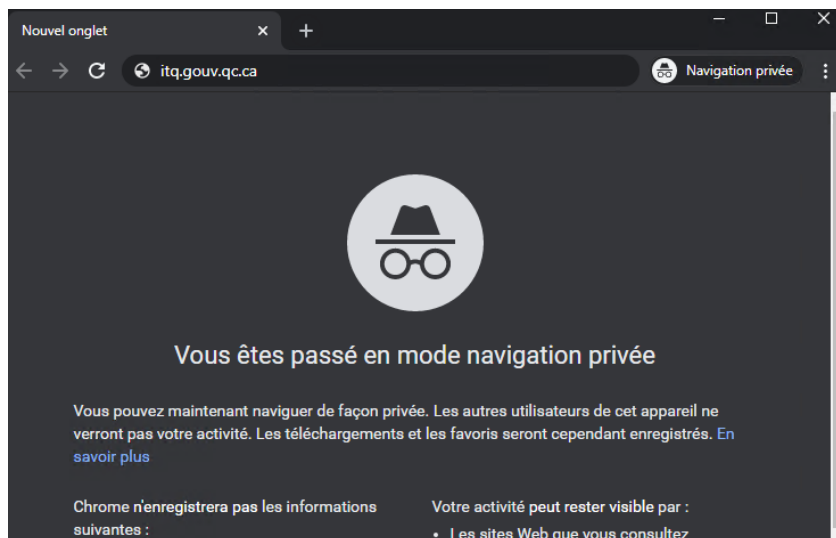 Nouvel onglet
itq.gouv.qc.ca
Navigation privée
Vous êtes passé en mode navigation privée
Vous pouvez maintenant naviguer de façon privée. Les autres utilisateurs de cet appareil ne
verront pas votre activité. Les téléchargements et les favoris seront cependant enregistrés. En
savoir plus
Chrome n'enregistrera pas les informations
suivantes :
Votre activité peut rester visible par :
• Les sites Web que vous consultez